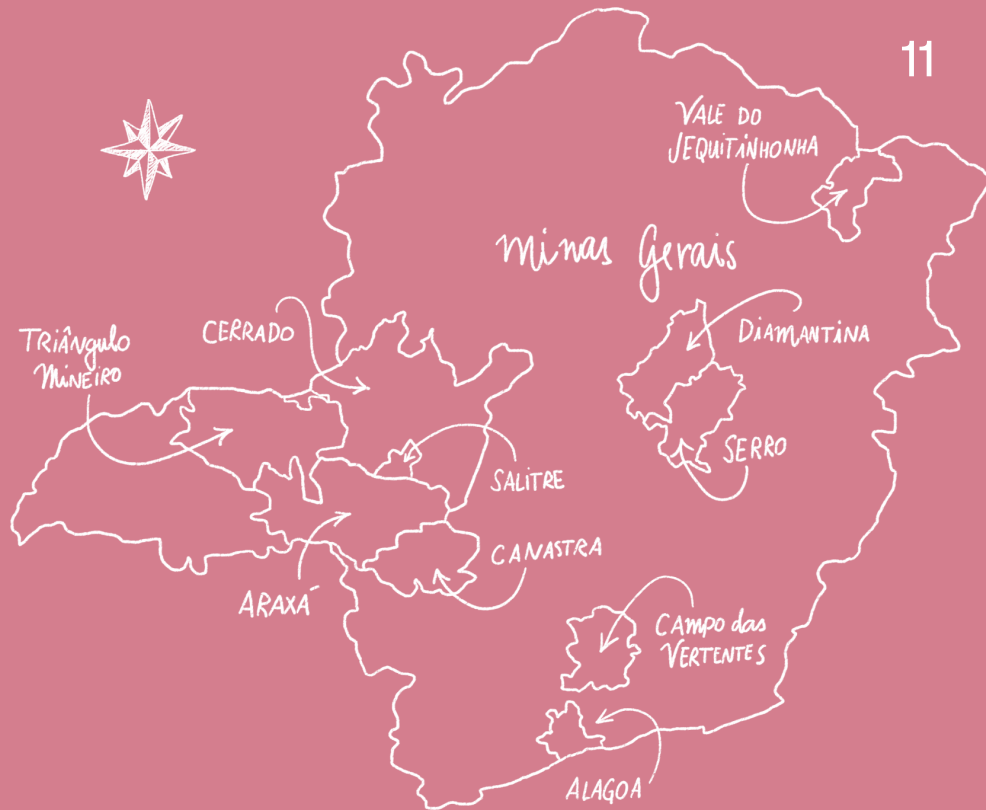 11
VALE DO
JEQUITINHONHA
Minas Gerais
DIAMANTINA
CERRADO
TRIÂNGULO
MINEIRO
SERRO
SALITRE
CANASTRA
ARAXÁ
CAMPO das
VERTENTES
ALAGOA